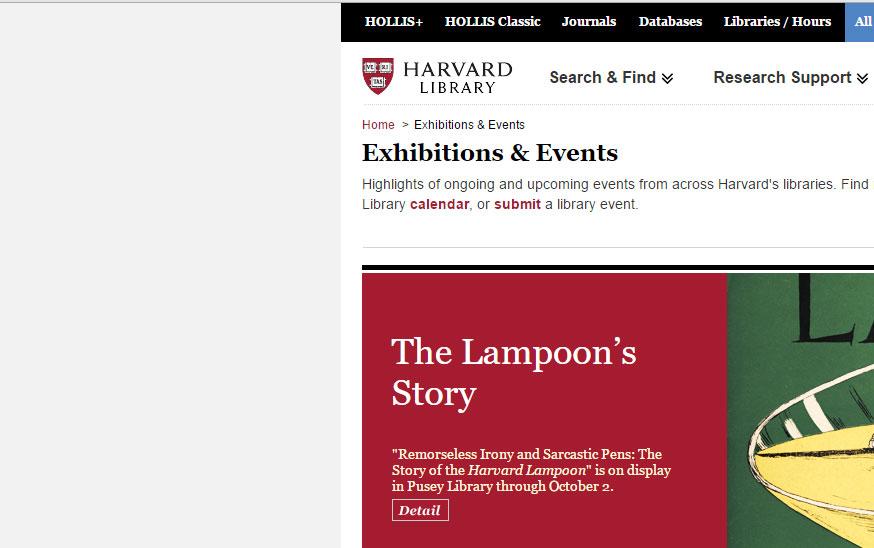 HOLLIS+ HOLLIS Classic Journals Databases Libraries / Hours All
VE RI TAS
HARVARD
LIBRARY
Search & Find Research Support
Home > Exhibitions & Events
Exhibitions & Events
Highlights of ongoing and upcoming events from across Harvard's libraries. Find
Library calendar, or submit a library event.
The Lampoon's
Story
"Remorseless Irony and Sarcastic Pens: The
Story of the Harvard Lampoon" is on display
in Pusey Library through October 2.
Detail